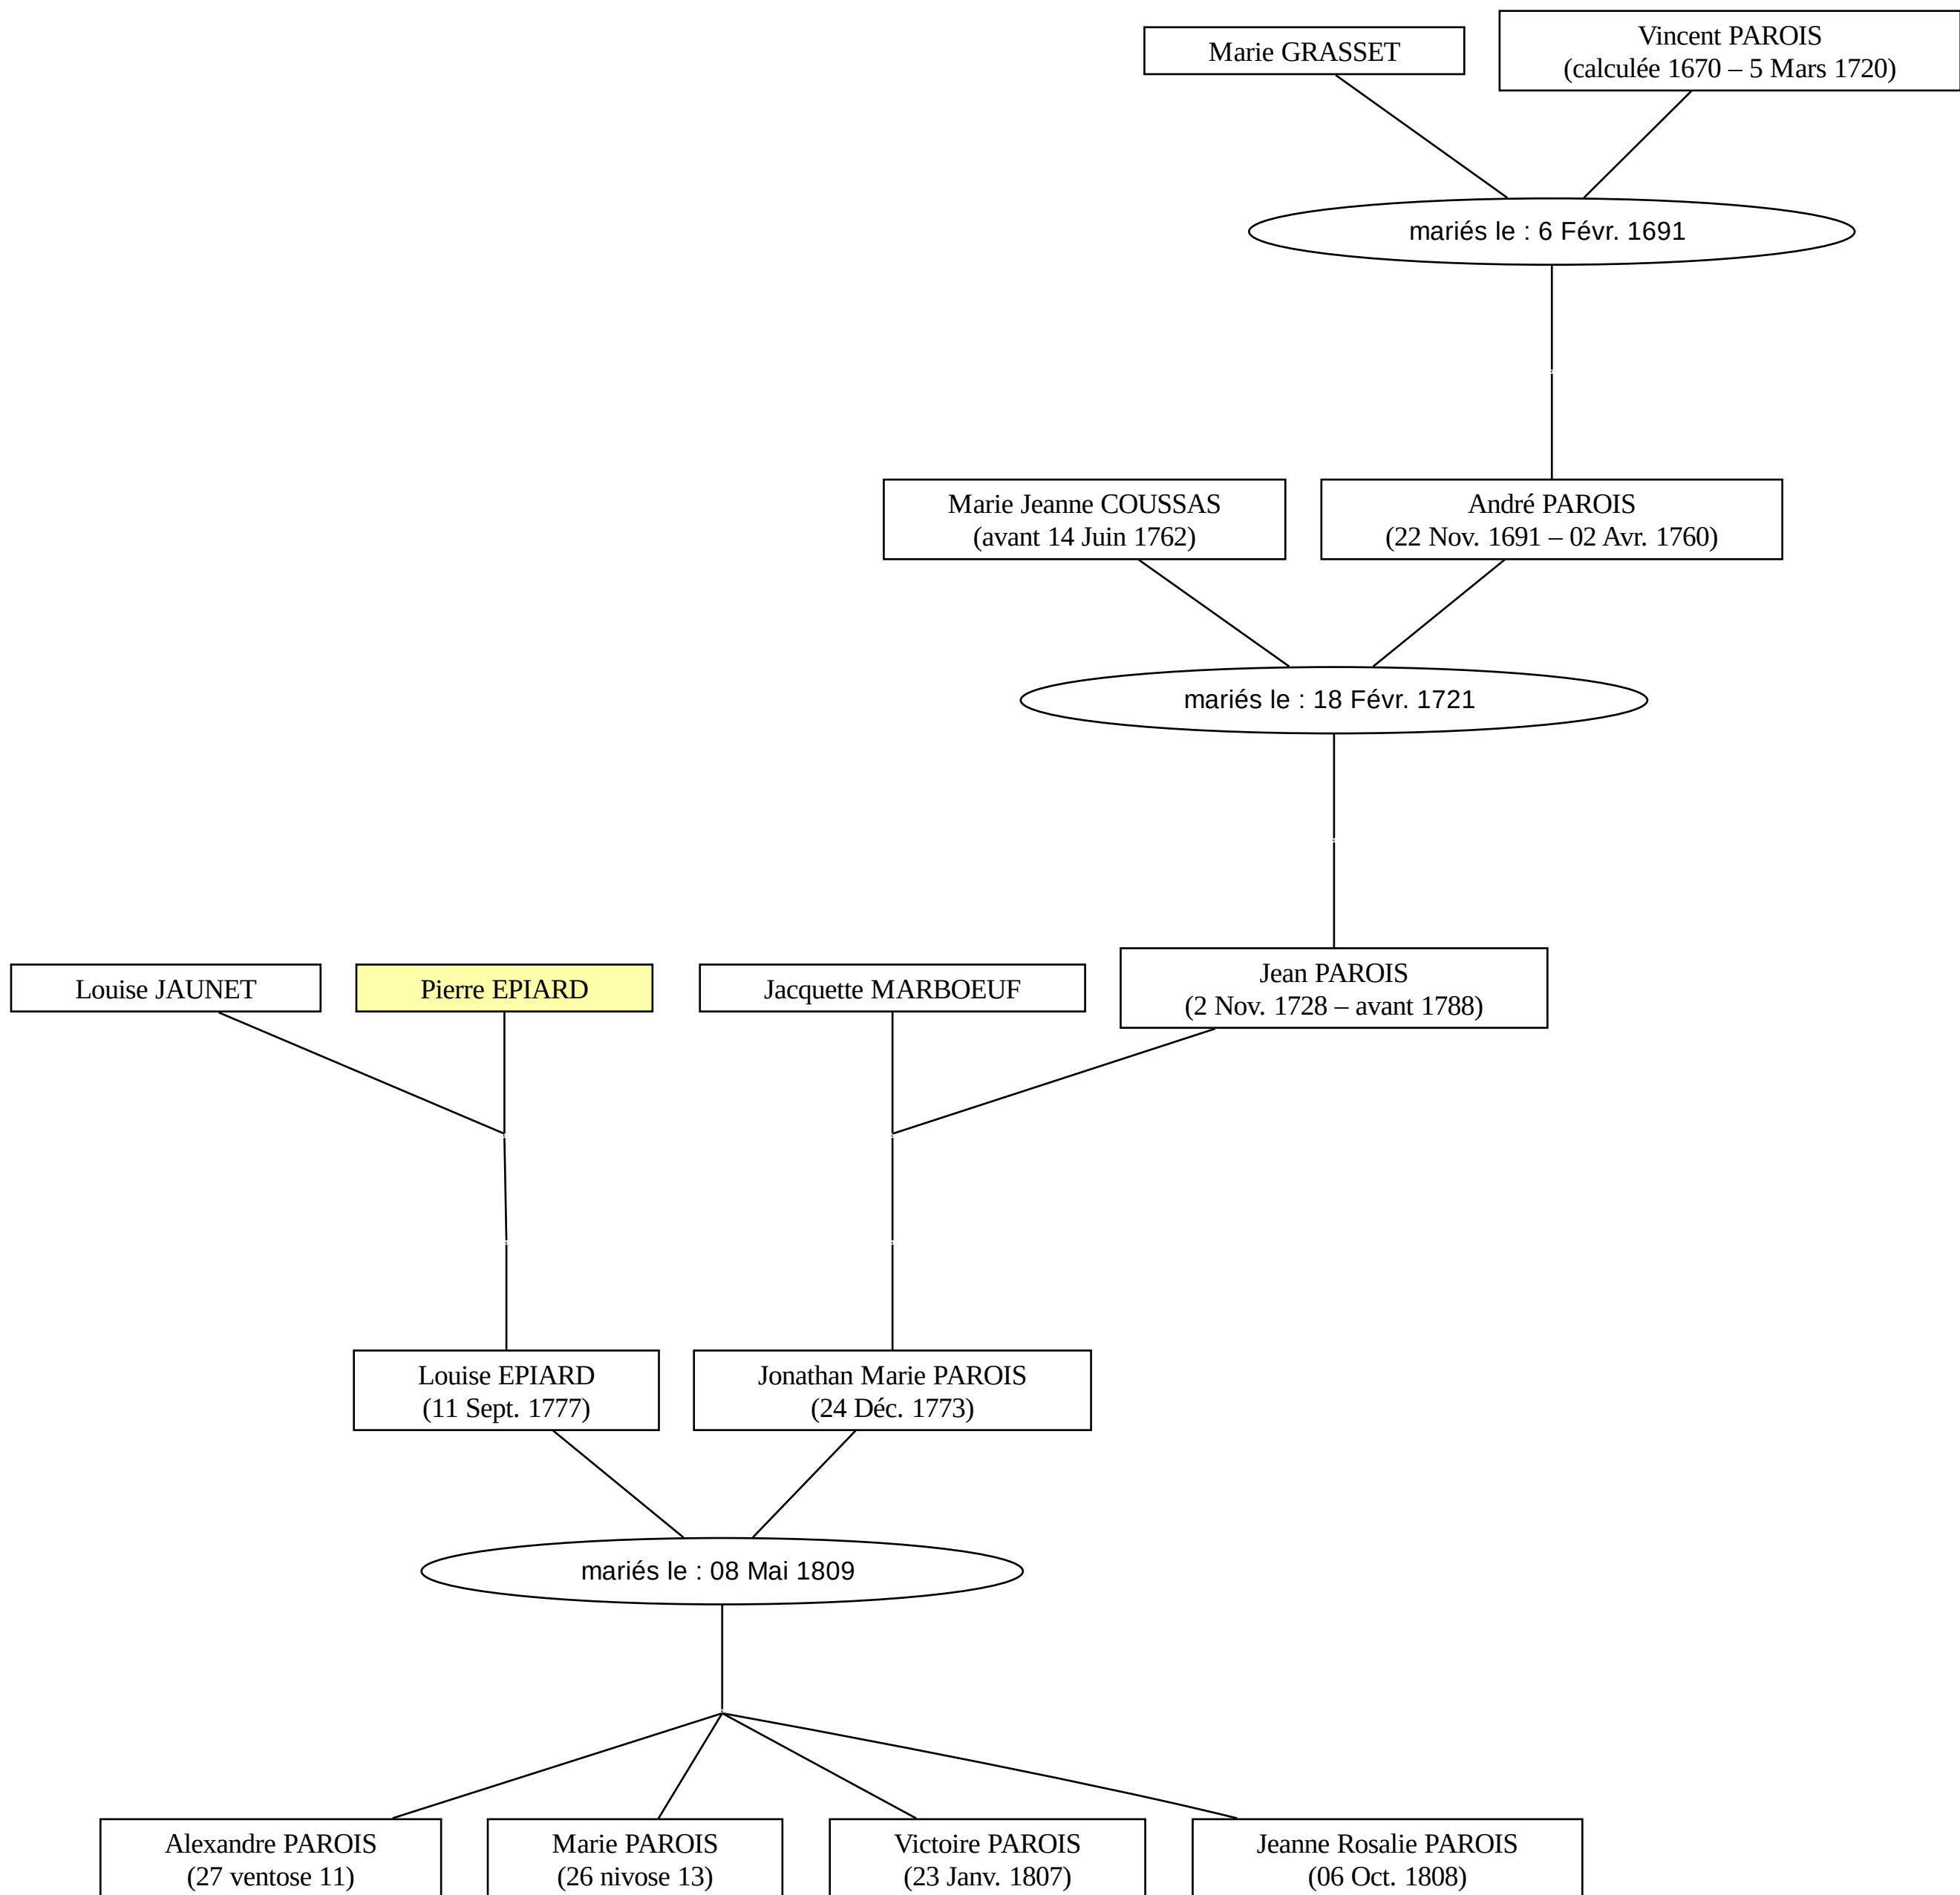 Marie GRASSET
Vincent PAROIS
(calculée 1670 – 5 Mars 1720)
mariés le : 6 Févr. 1691
Marie Jeanne COUSSAS
(avant 14 Juin 1762)
André PAROIS
(22 Nov. 1691 – 02 Avr. 1760)
mariés le : 18 Févr. 1721
Louise JAUNET
Pierre EPIARD
Jacquette MARBOEUF
Jean PAROIS
(2 Nov. 1728 – avant 1788)
Louise EPIARD
(11 Sept. 1777)
Jonathan Marie PAROIS
(24 Déc. 1773)
mariés le : 08 Mai 1809
Alexandre PAROIS
(27 ventose 11)
Marie PAROIS
(26 nivose 13)
Victoire PAROIS
(23 Janv. 1807)
Jeanne Rosalie PAROIS
(06 Oct. 1808)